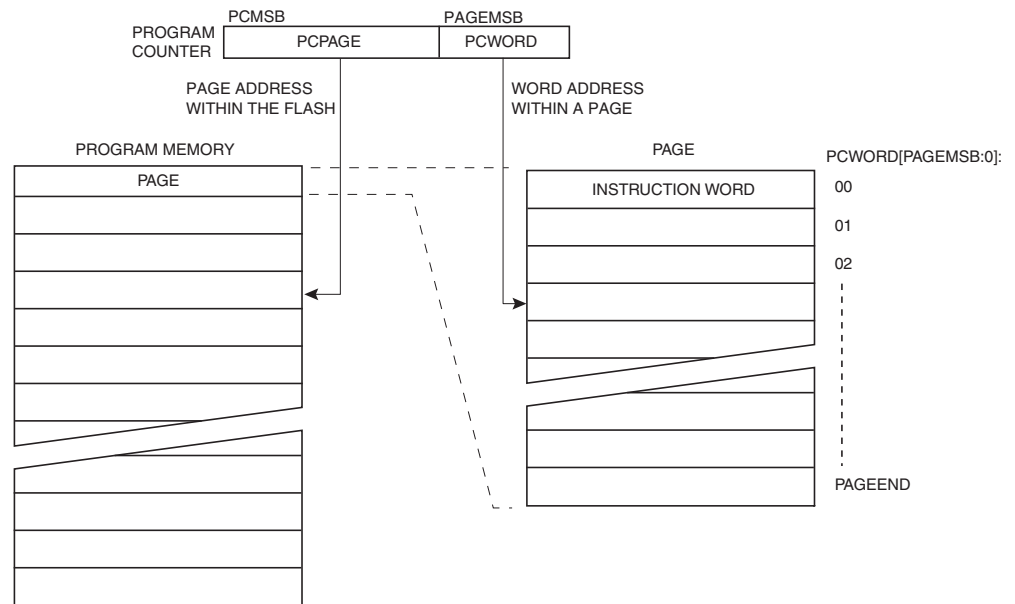 PCMSB
PAGEMSB
PROGRAM
COUNTER
PCPAGE
PCWORD
PAGE ADDRESS
WITHIN THE FLASH
WORD ADDRESS
WITHIN A PAGE
PROGRAM MEMORY
PAGE
PAGE
PCWORD[PAGEMSB:0]:
INSTRUCTION WORD
00
01
02
PAGEEND